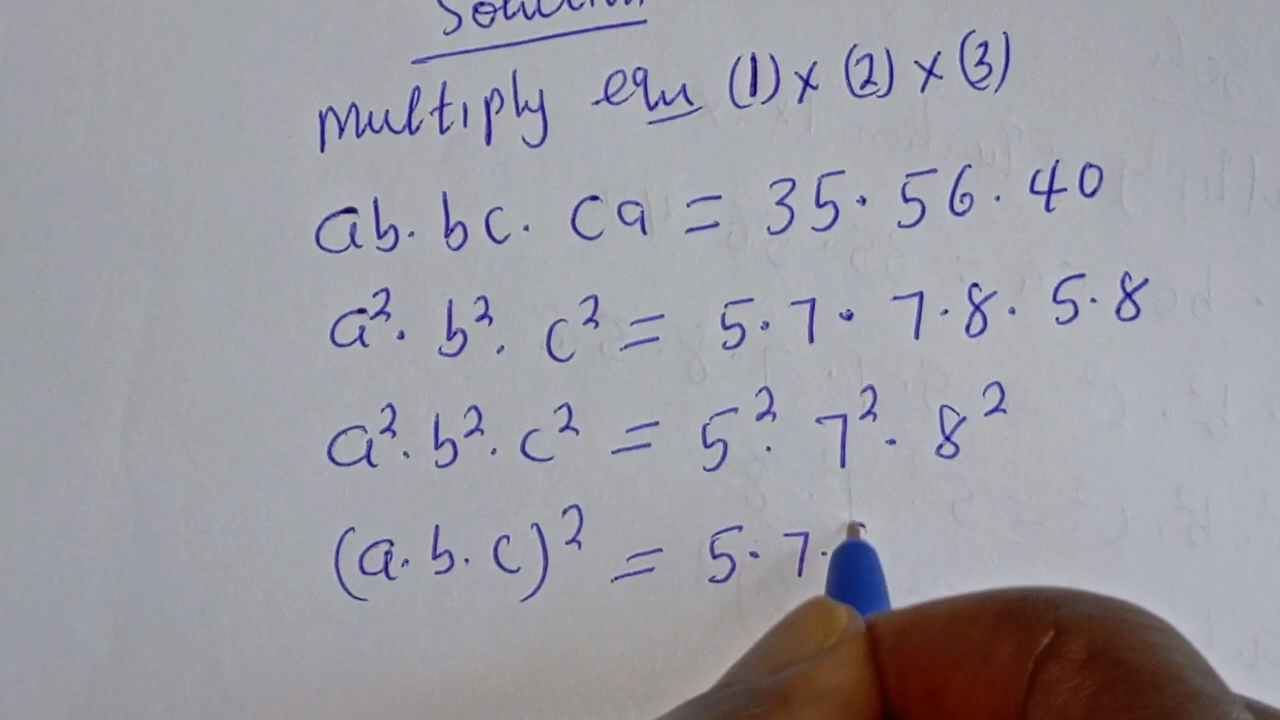 Solution
Multiply eqn (1) × (2) × (3)
ab. bc. ca = 35. 56. 40
a². b². c² = 5.7. 7.8. 5.8
a². b². c² = 5². 7². 8²
(a. b. c)² = 5.7.